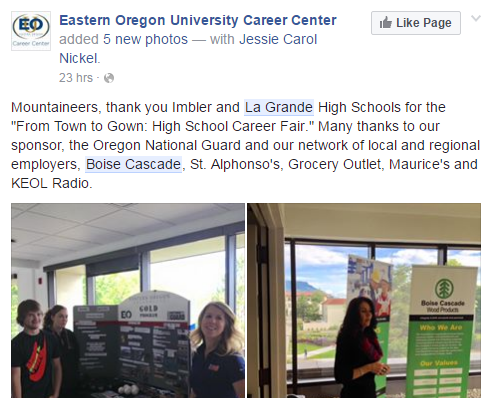 Eastern Oregon University Career Center
added 5 new photos — with Jessie Carol
Nickel.
23 hrs ·
Like Page
EO
Career Center
Mountaineers, thank you Imbler and La Grande High Schools for the
"From Town to Gown: High School Career Fair." Many thanks to our
sponsor, the Oregon National Guard and our network of local and regional
employers, Boise Cascade, St. Alphonso's, Grocery Outlet, Maurice's and
KEOL Radio.
EO
GOLD
Boise Cascade
Wood Products
Who We Are
Our Values